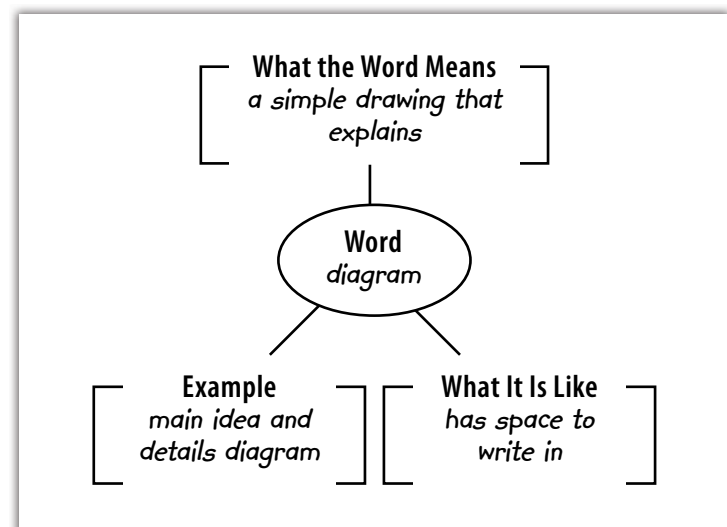 What the Word Means
a simple drawing that
explains
Word
diagram
Example
main idea and
details diagram
What It Is Like
has space to
write in